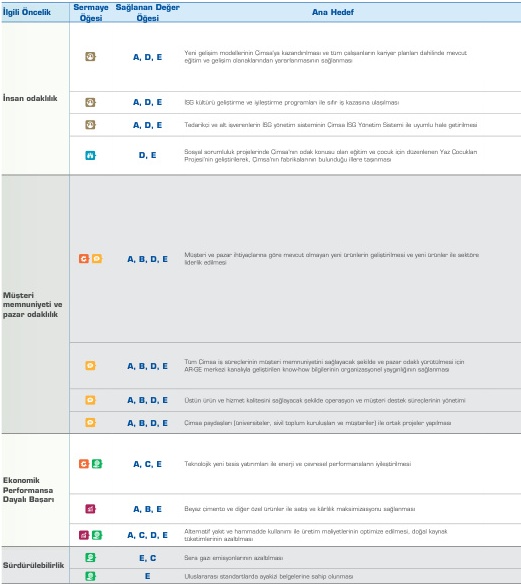 İlgili Öncelik
Sermaye
Öğesi
Sağlanan Değer
Öğesi
Ana Hedef
İnsan odaklılık
A, D, E
Yeni gelişim modellerinin Çimsa'ya kazandırılması ve tüm çalışanların kariyer planları dahilinde mevcut
eğitim ve gelişim olanaklarından yararlanmasının sağlanması
A, D, E
İSG kültürü geliştirme ve iyileştirme programları ile sıfır iş kazasına ulaşılması
A, D, E
Tedarikçi ve alt işverenlerin İSG yönetim sisteminin Çimsa İSG Yönetim Sistemi ile uyumlu hale getirilmesi
D, E
Sosyal sorumluluk projelerinde Çimsa'nın odak konusu olan eğitim ve çocuk için düzenlenen Yaz Çocukları
Projesi'nin geliştirilerek, Çimsa'nın fabrikalarının bulunduğu illere taşınması
Müşteri
memnuniyeti ve
pazar odaklılık
A, B, D, E
Müşteri ve pazar ihtiyaçlarına göre mevcut olmayan yeni ürünlerin geliştirilmesi ve yeni ürünler ile sektöre
liderlik edilmesi
A, B, D, E
Tüm Çimsa iş süreçlerinin müşteri memnuniyetini sağlayacak şekilde ve pazar odaklı yürütülmesi için
AR-GE merkezi kanalıyla geliştirilen know-how bilgilerinin organizasyonel yaygınlığının sağlanması
A, B, D, E
Üstün ürün ve hizmet kalitesini sağlayacak şekilde operasyon ve müşteri destek süreçlerinin yönetimi
A, B, D, E
Çimsa paydaşları (üniversiteler, sivil toplum kuruluşları ve müşteriler) ile ortak projeler yapılması
Ekonomik
Performansa
Dayalı Başarı
A, C, E
Teknolojik yeni tesis yatırımları ile enerji ve çevresel performansların iyileştirilmesi
A, B, E
Beyaz çimento ve diğer özel ürünler ile satış ve kârlılık maksimizasyonu sağlanması
A, C, D, E
Alternatif yakıt ve hammadde kullanımı ile üretim maliyetlerinin optimize edilmesi, doğal kaynak
tüketimlerinin azaltılması
Sürdürülebilirlik
E, C
Sera gazı emisyonlarının azaltılması
E
Uluslararası standartlarda ayakizi belgelerine sahip olunması